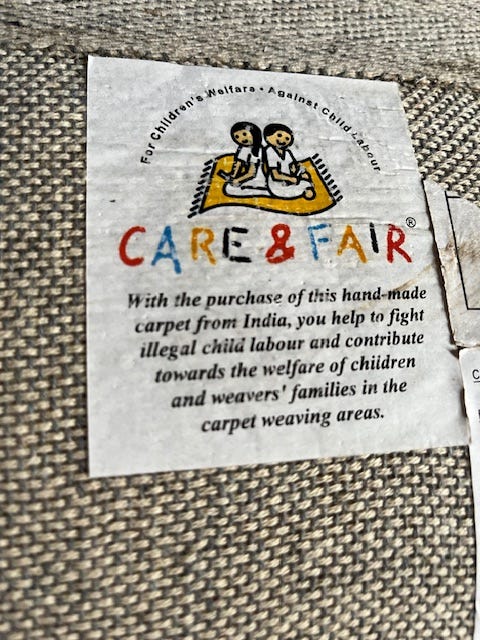 For Children's Welfare • Against Child Labour
CARE & FAIR®
With the purchase of this hand-made
carpet from India, you help to fight
illegal child labour and contribute
towards the welfare of children
and weavers' families in the
carpet weaving areas.